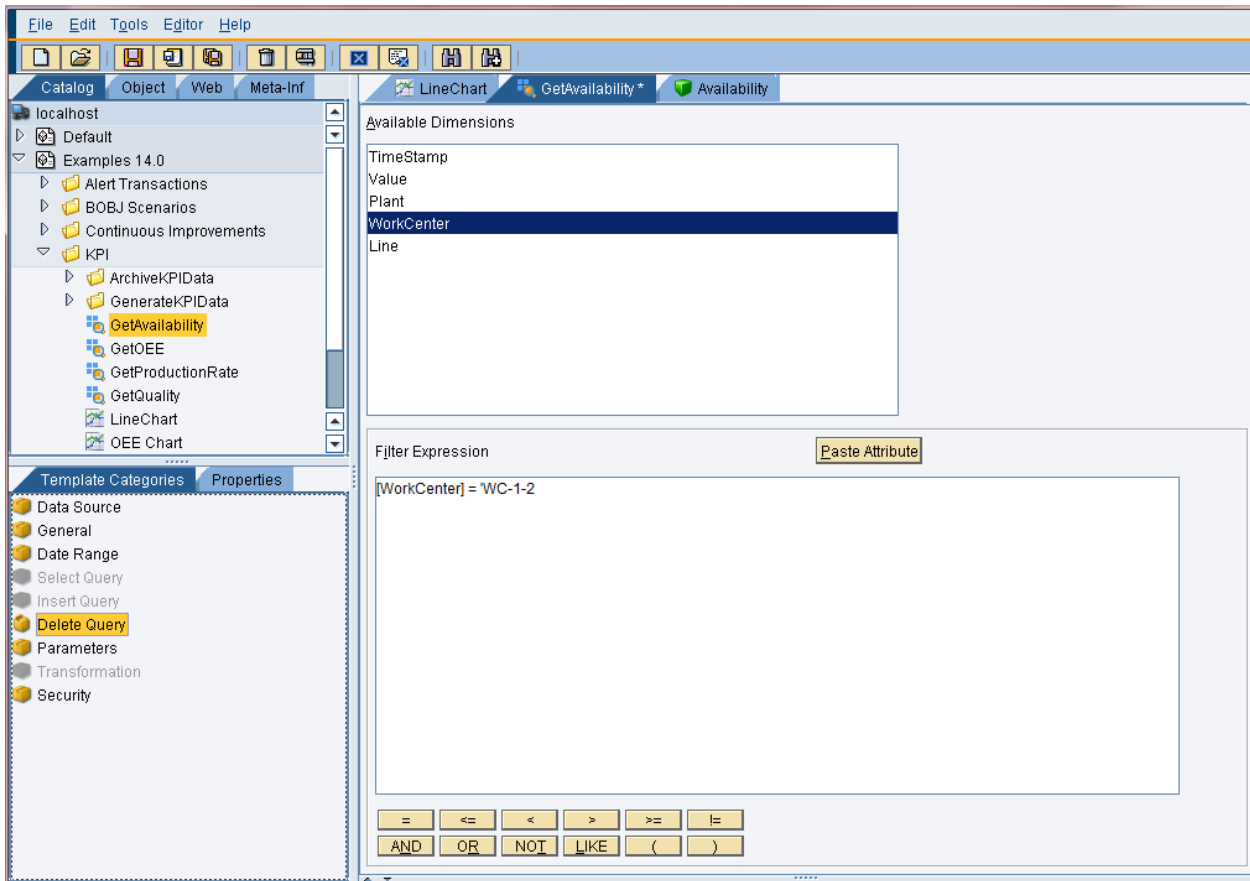 File Edit Tools Editor Help
Catalog Object Web Meta-Inf
localhost
Default
Examples 14.0
Alert Transactions
BOBJ Scenarios
Continuous Improvements
KPI
ArchiveKPIData
GenerateKPIData
GetAvailability
GetOEE
GetProductionRate
GetQuality
LineChart
OEE Chart
Template Categories Properties
Data Source
General
Date Range
Select Query
Insert Query
Delete Query
Parameters
Transformation
Security
LineChart GetAvailability * Availability
Available Dimensions
TimeStamp
Value
Plant
WorkCenter
Line
Filter Expression Paste Attribute
[WorkCenter] = 'WC-1-2
= <= < > >= !=
AND OR NOT LIKE ( )